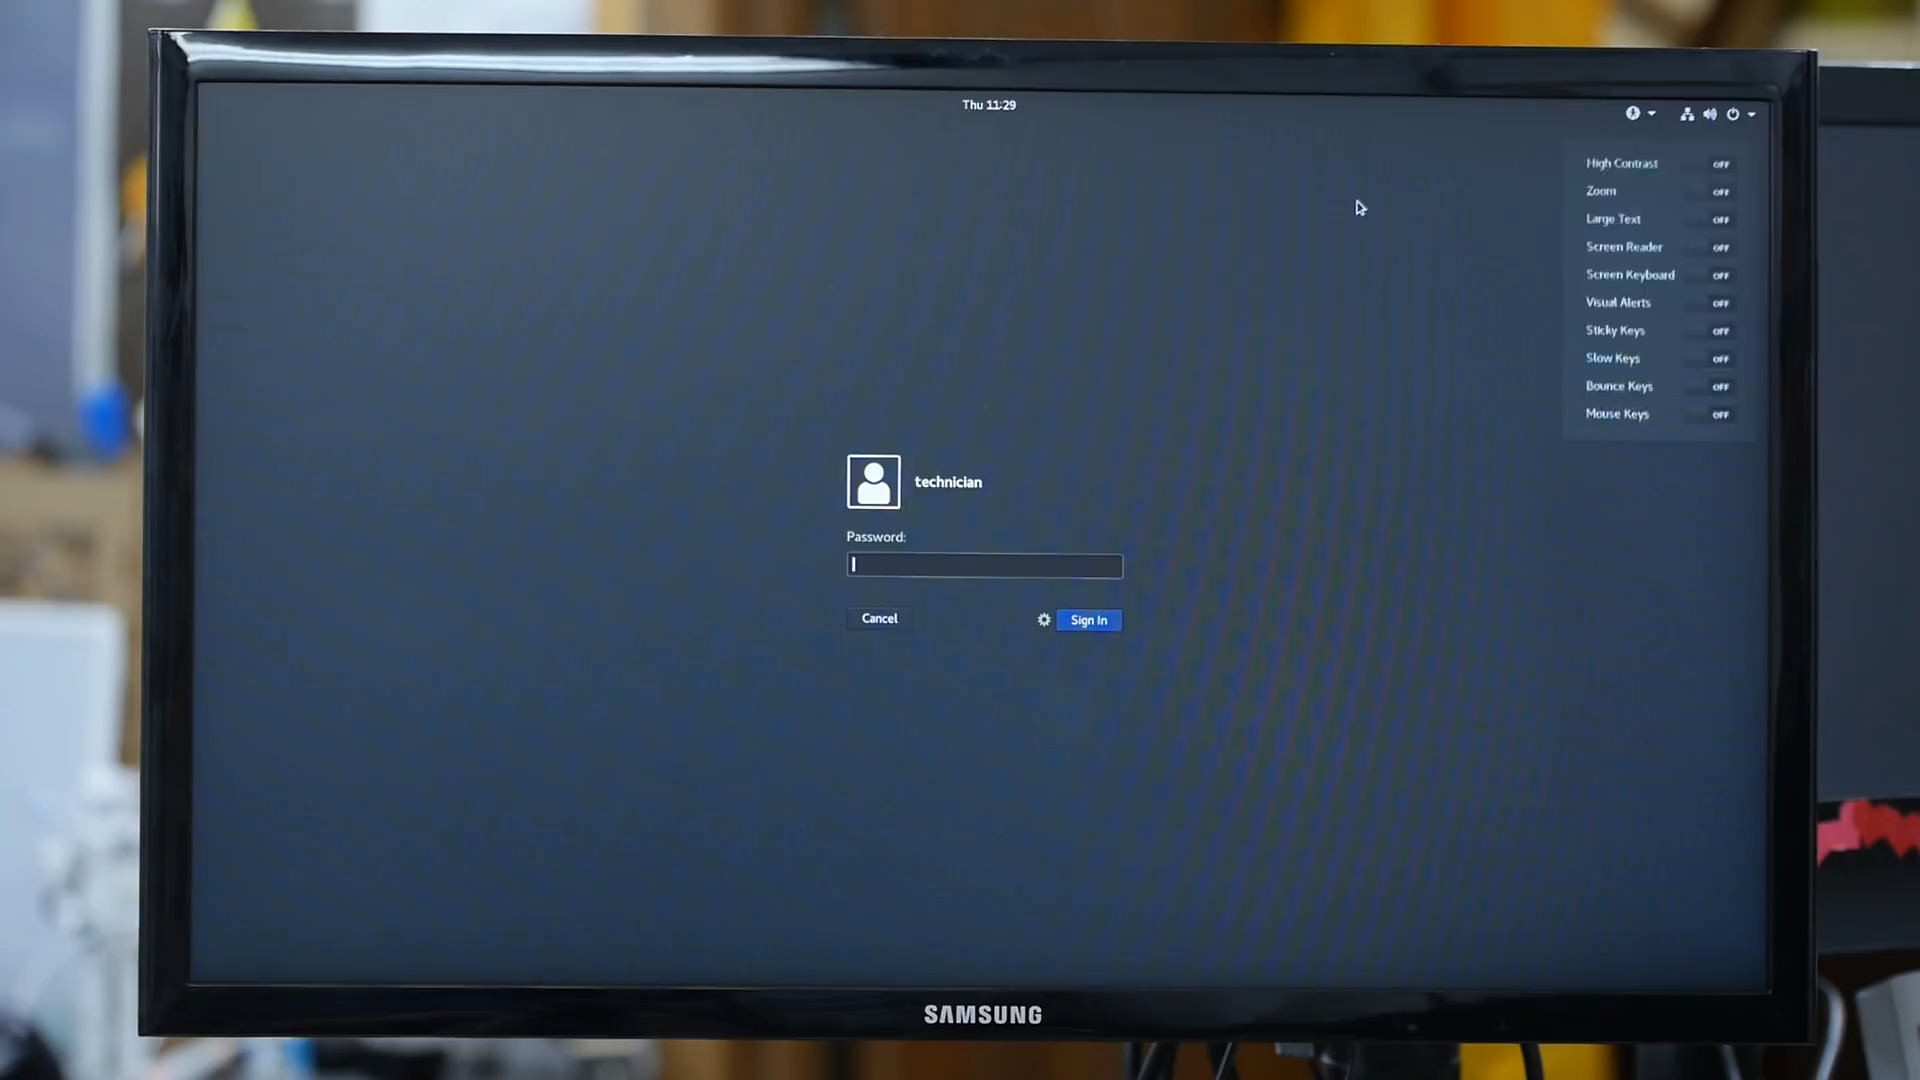 Thu 11:29
High Contrast OFF
Zoom OFF
Large Text OFF
Screen Reader OFF
Screen Keyboard OFF
Visual Alerts OFF
Sticky Keys OFF
Slow Keys OFF
Bounce Keys OFF
Mouse Keys OFF
technician
Password:
Cancel
Sign In
SAMSUNG